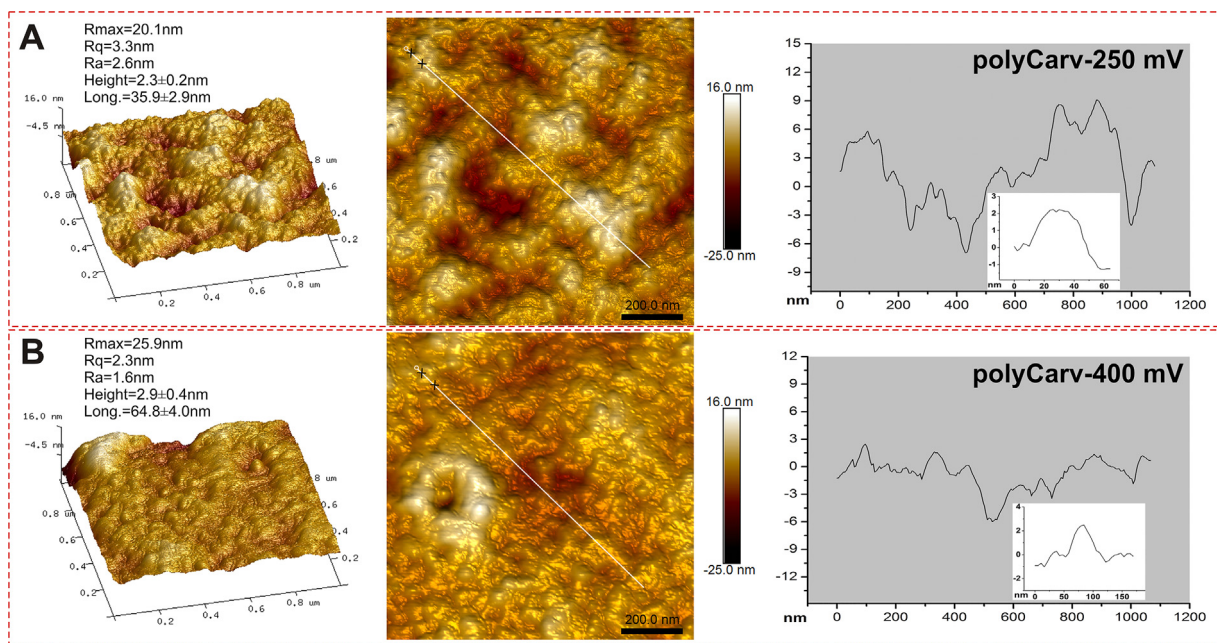 A
Rmax=20.1nm
Rq=3.3nm
Ra=2.6nm
Height=2.3±0.2nm
Long.=35.9±2.9nm
16.0 nm
-4.5 nm
0.8 um
0.6
0.4
0.2
0.2
0.4
0.6
0.8 um
0.2
0.4
8 um
200.0 nm
16.0 nm
-25.0 nm
polyCarv-250 mV
15
12
9
6
3
0
-3
-6
-9
nm
0
200
400
600
800
1000
1200
3
2
1
0
-1
nm
0
20
40
60
B
Rmax=25.9nm
Rq=2.3nm
Ra=1.6nm
Height=2.9±0.4nm
Long.=64.8±4.0nm
16.0 nm
-4.5 nm
0.8 um
0.6
0.4
0.2
0.2
0.4
0.6
0.8 um
0.2
0.4
8 um
200.0 nm
16.0 nm
-25.0 nm
polyCarv-400 mV
12
9
6
3
0
-3
-6
-9
-12
nm
0
200
400
600
800
1000
1200
4
2
0
-2
nm
0
50
100
150